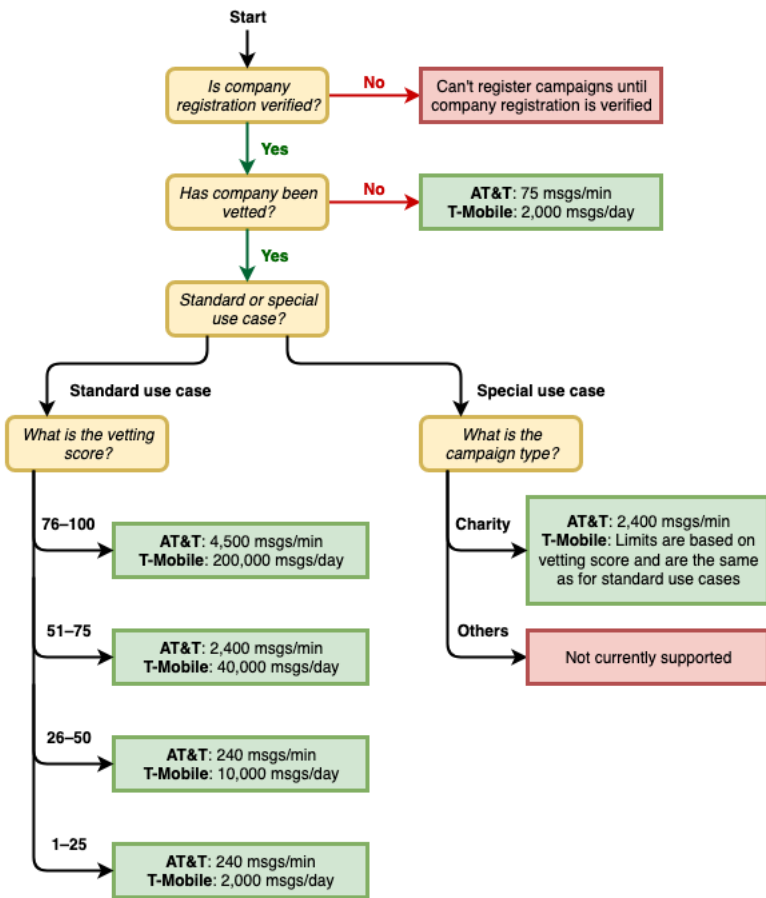 Start
Is company
registration verified?
No
Can't register campaigns until
company registration is verified
Yes
Has company been
vetted?
No
AT&T: 75 msgs/min
T-Mobile: 2,000 msgs/day
Yes
Standard or special
use case?
Standard use case
Special use case
What is the vetting
score?
What is the
campaign type?
76–100
AT&T: 4,500 msgs/min
T-Mobile: 200,000 msgs/day
51–75
AT&T: 2,400 msgs/min
T-Mobile: 40,000 msgs/day
26–50
AT&T: 240 msgs/min
T-Mobile: 10,000 msgs/day
1–25
AT&T: 240 msgs/min
T-Mobile: 2,000 msgs/day
Charity
AT&T: 2,400 msgs/min
T-Mobile: Limits are based on
vetting score and are the same
as for standard use cases
Others
Not currently supported